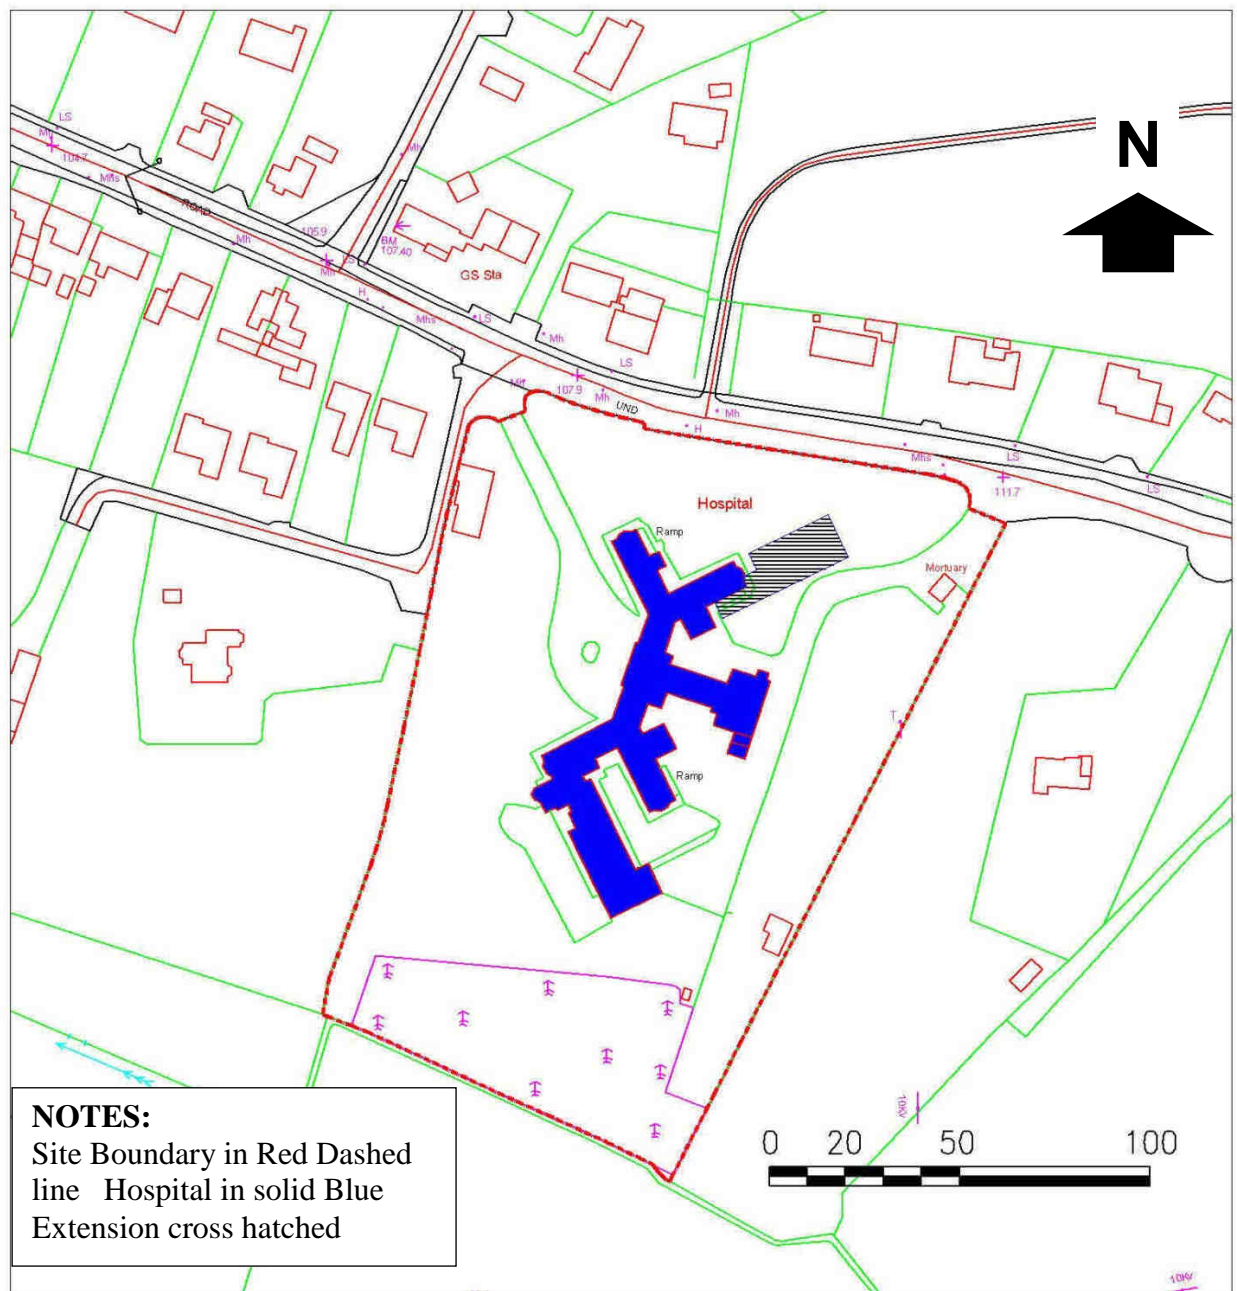 LS
Mh
104.7
Mhs
ROAD
Mh
N
Mh
105.9
BM
107.40
LS
Mh
GS Sta
H
Mhs
LS
Mh
LS
107.9
Mh
UND
Mh
H
Mhs
LS
111.7
LS
Hospital
Ramp
Mortuary
T
Ramp
NOTES:
Site Boundary in Red Dashed
line Hospital in solid Blue
Extension cross hatched
10KV
0 20 50 100
10KV